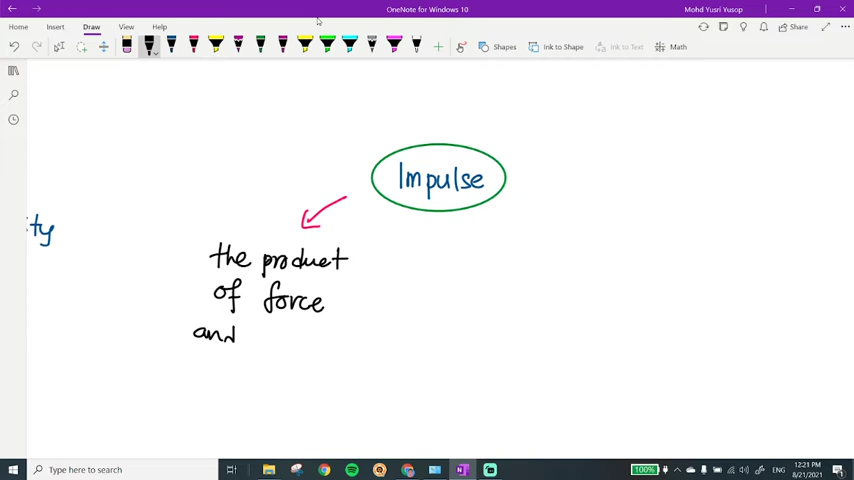 OneNote for Windows 10
Mohd Yusri Yusop
Home Insert Draw View Help
Share
Shapes Ink to Shape Ink to Text Math
Impulse
ty
the product
of force
and
Type here to search
100%
ENG
12:21 PM
8/21/2021